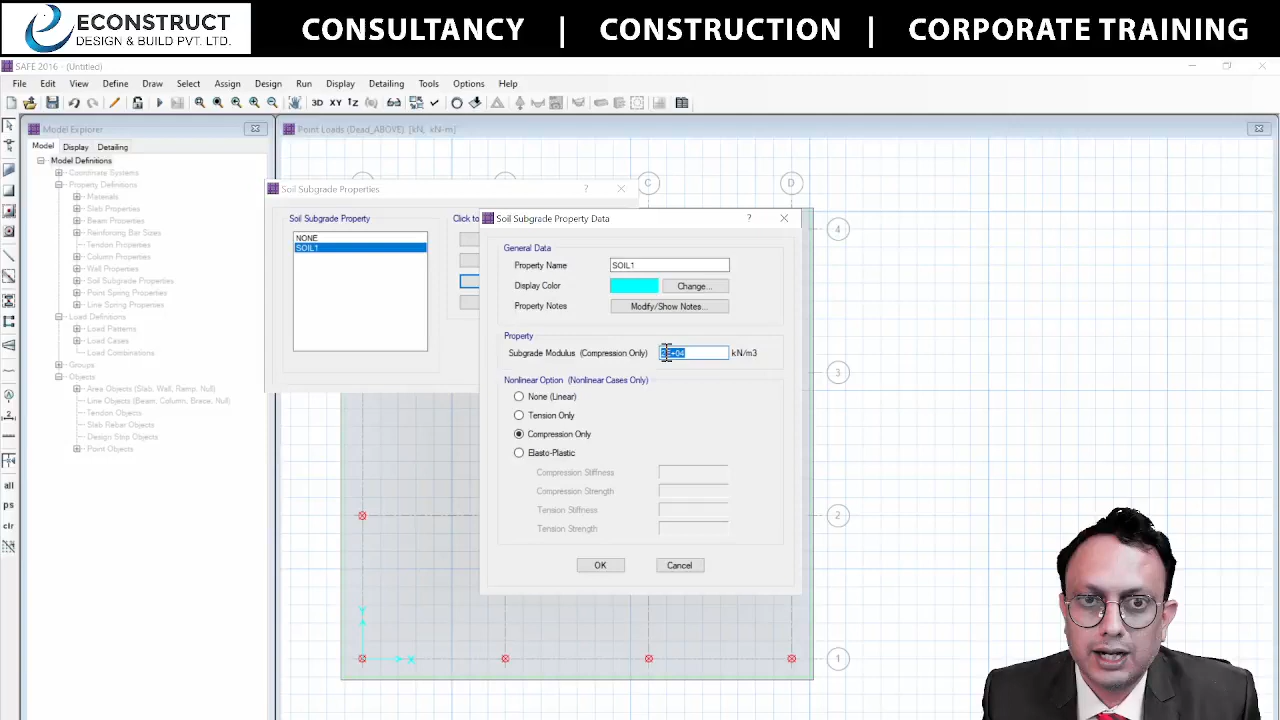 ECONSTRUCT
DESIGN & BUILD PVT. LTD.
CONSULTANCY | CONSTRUCTION | CORPORATE TRAINING
SAFE 2016 - (Untitled)
File Edit View Define Draw Select Assign Design Run Display Detailing Tools Options Help
3D XY
Model Explorer
Point Loads (Dead_ABOVE) [kN, kN-m]
Model Display Detailing
Model Definitions
Coordinate Systems
Property Definitions
Materials
Slab Properties
Beam Properties
Reinforcing Bar Sizes
Tendon Properties
Column Properties
Wall Properties
Soil Subgrade Properties
Point Spring Properties
Line Spring Properties
Load Definitions
Load Patterns
Load Cases
Load Combinations
Groups
Objects
Area Objects (Slab, Wall, Ramp, Null)
Line Objects (Beam, Column, Brace, Null)
Tendon Objects
Slab Rebar Objects
Design Strip Objects
Point Objects
all
ps
clr
Soil Subgrade Properties ?
Soil Subgrade Property
Click to
NONE
SOIL1
Soil Subgrade Property Data ?
General Data
Property Name SOIL1
Display Color Change...
Property Notes Modify/Show Notes...
Property
Subgrade Modulus (Compression Only) E+04 kN/m3
Nonlinear Option (Nonlinear Cases Only)
None (Linear)
Tension Only
Compression Only
Elasto-Plastic
Compression Stiffness
Compression Strength
Tension Stiffness
Tension Strength
OK Cancel
C D
4
3
2
1
X